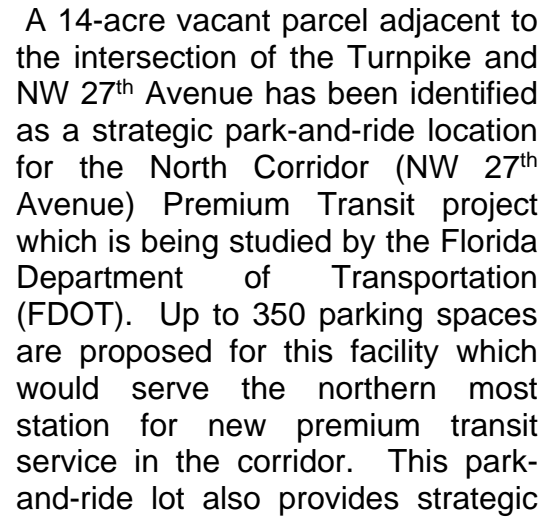 A 14-acre vacant parcel adjacent to
the intersection of the Turnpike and
NW 27th Avenue has been identified
as a strategic park-and-ride location
for the North Corridor (NW 27th
Avenue) Premium Transit project
which is being studied by the Florida
Department of Transportation
(FDOT). Up to 350 parking spaces
are proposed for this facility which
would serve the northern most
station for new premium transit
service in the corridor. This park-
and-ride lot also provides strategic